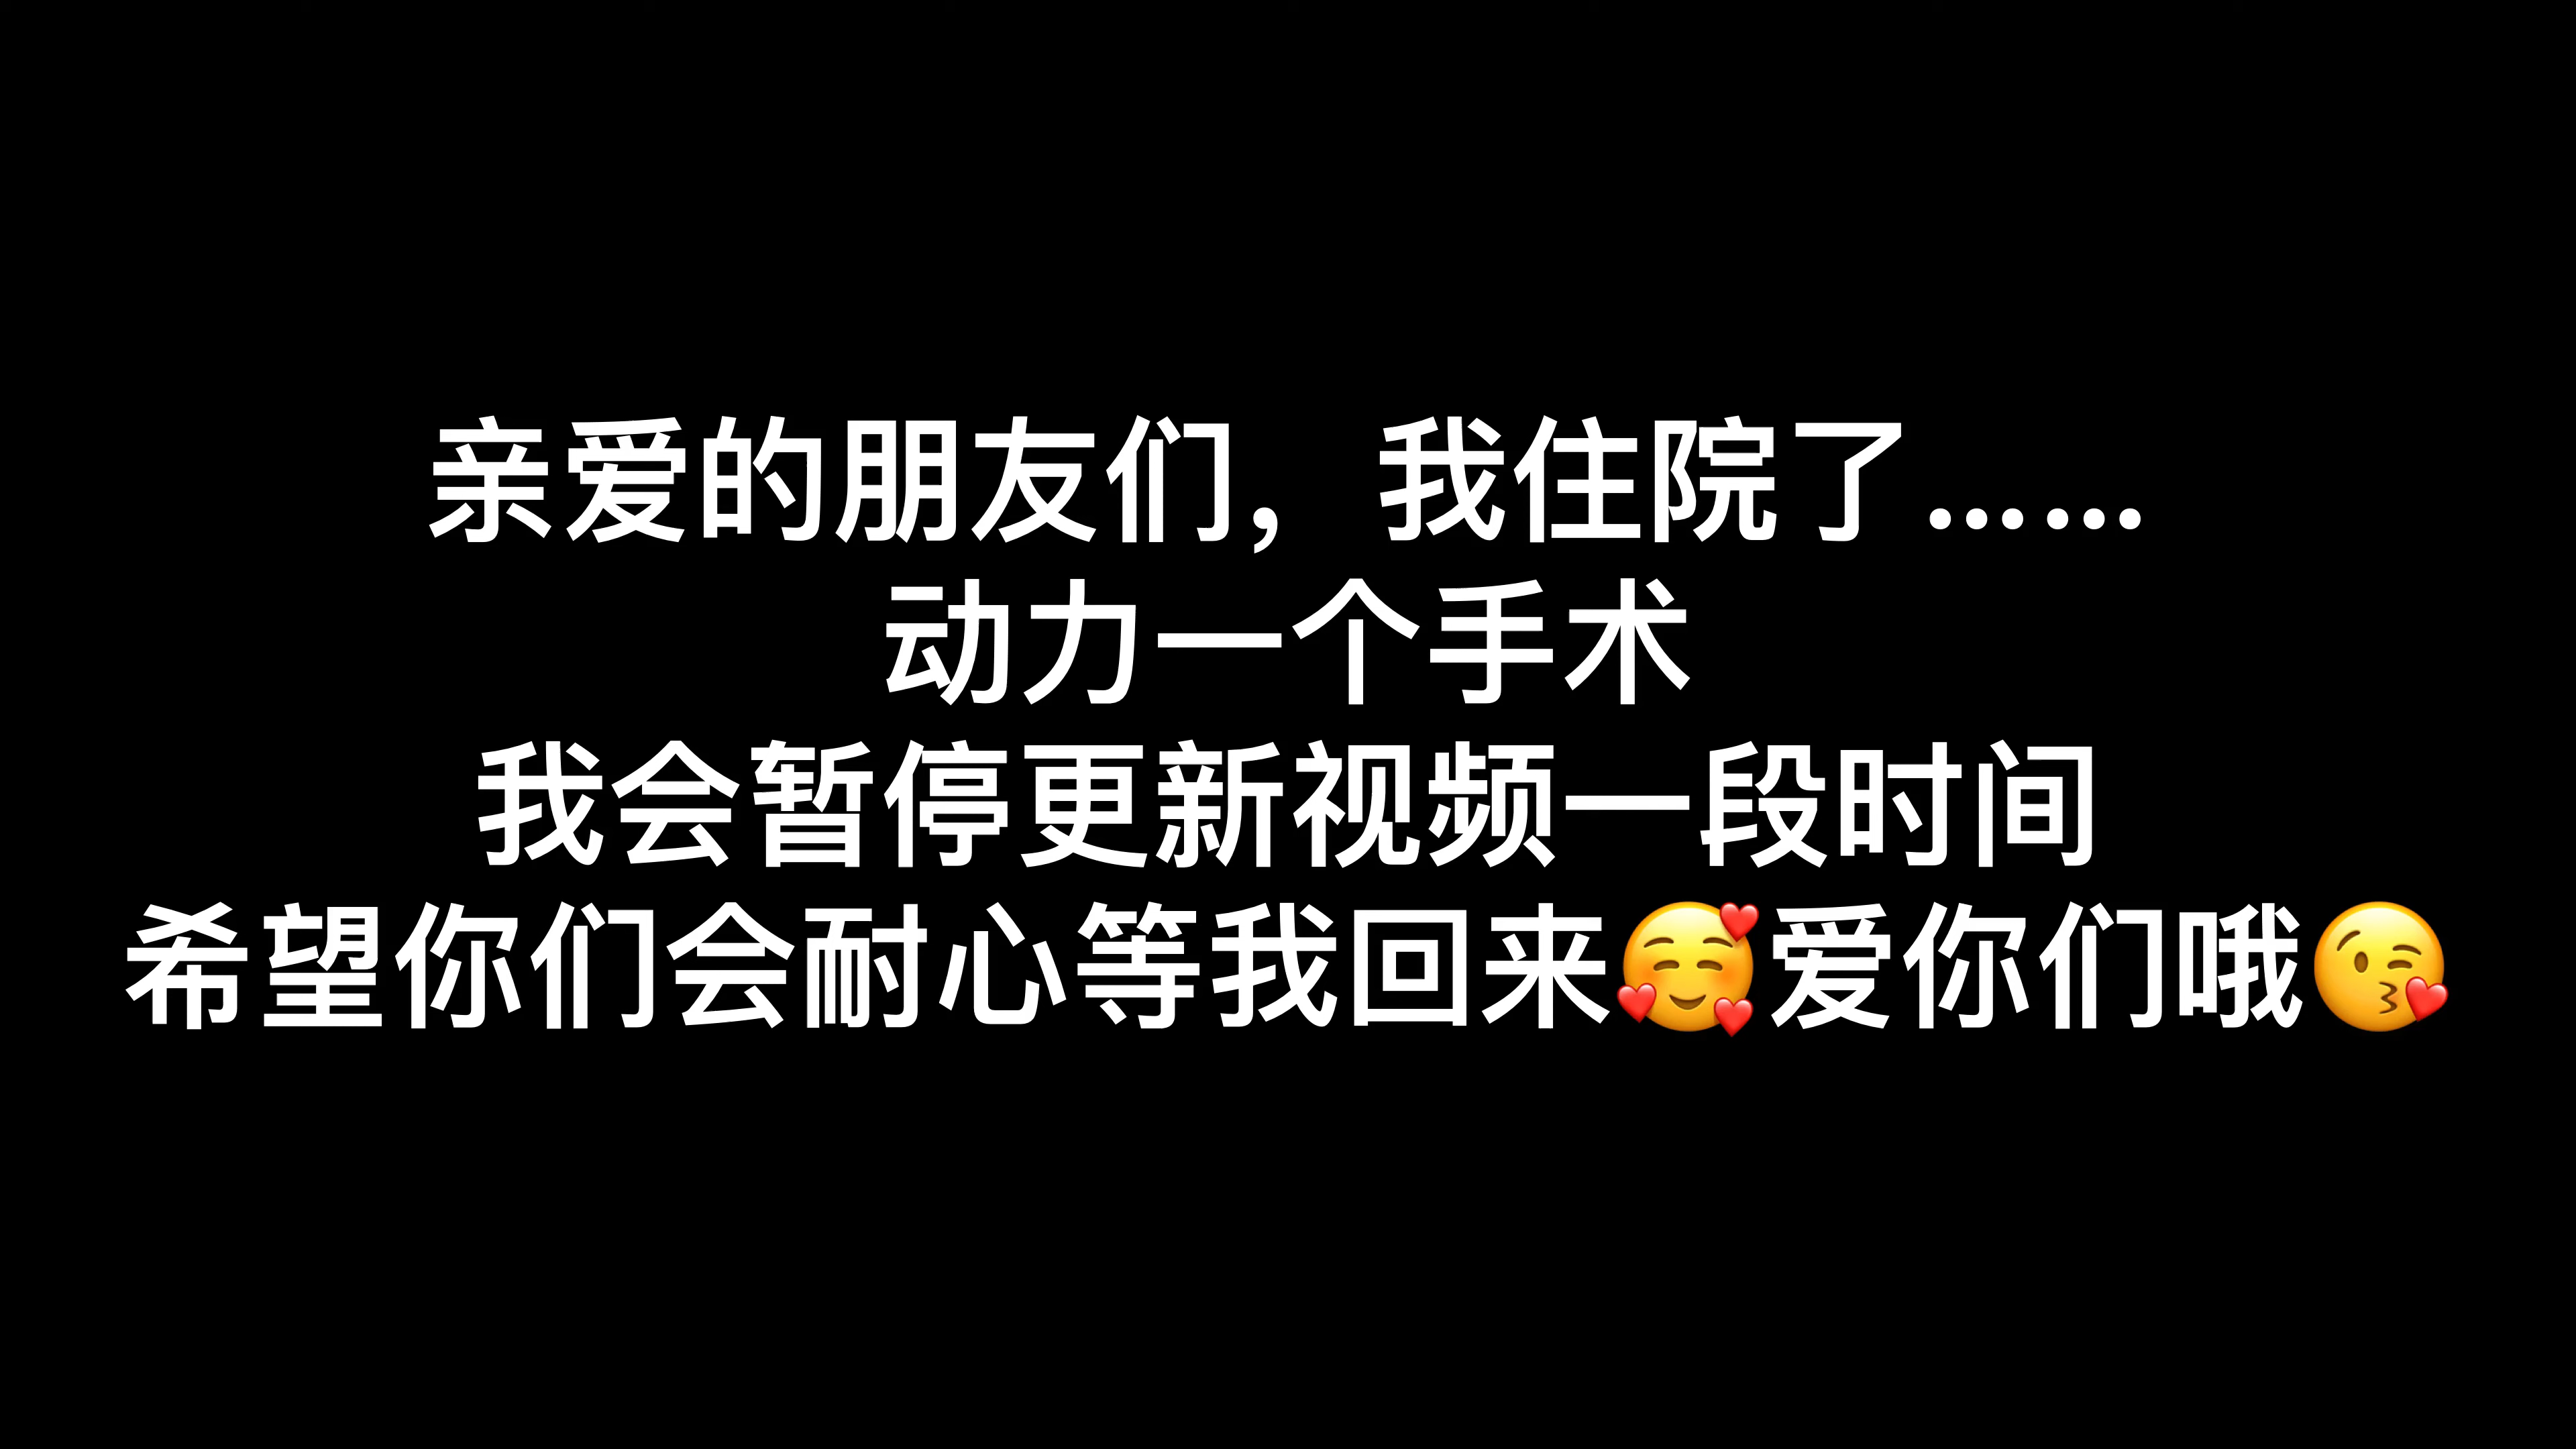 亲爱的朋友们，我住院了……
动力一个手术
我会暂停更新视频一段时间
希望你们会耐心等我回来🥰爱你们哦😘